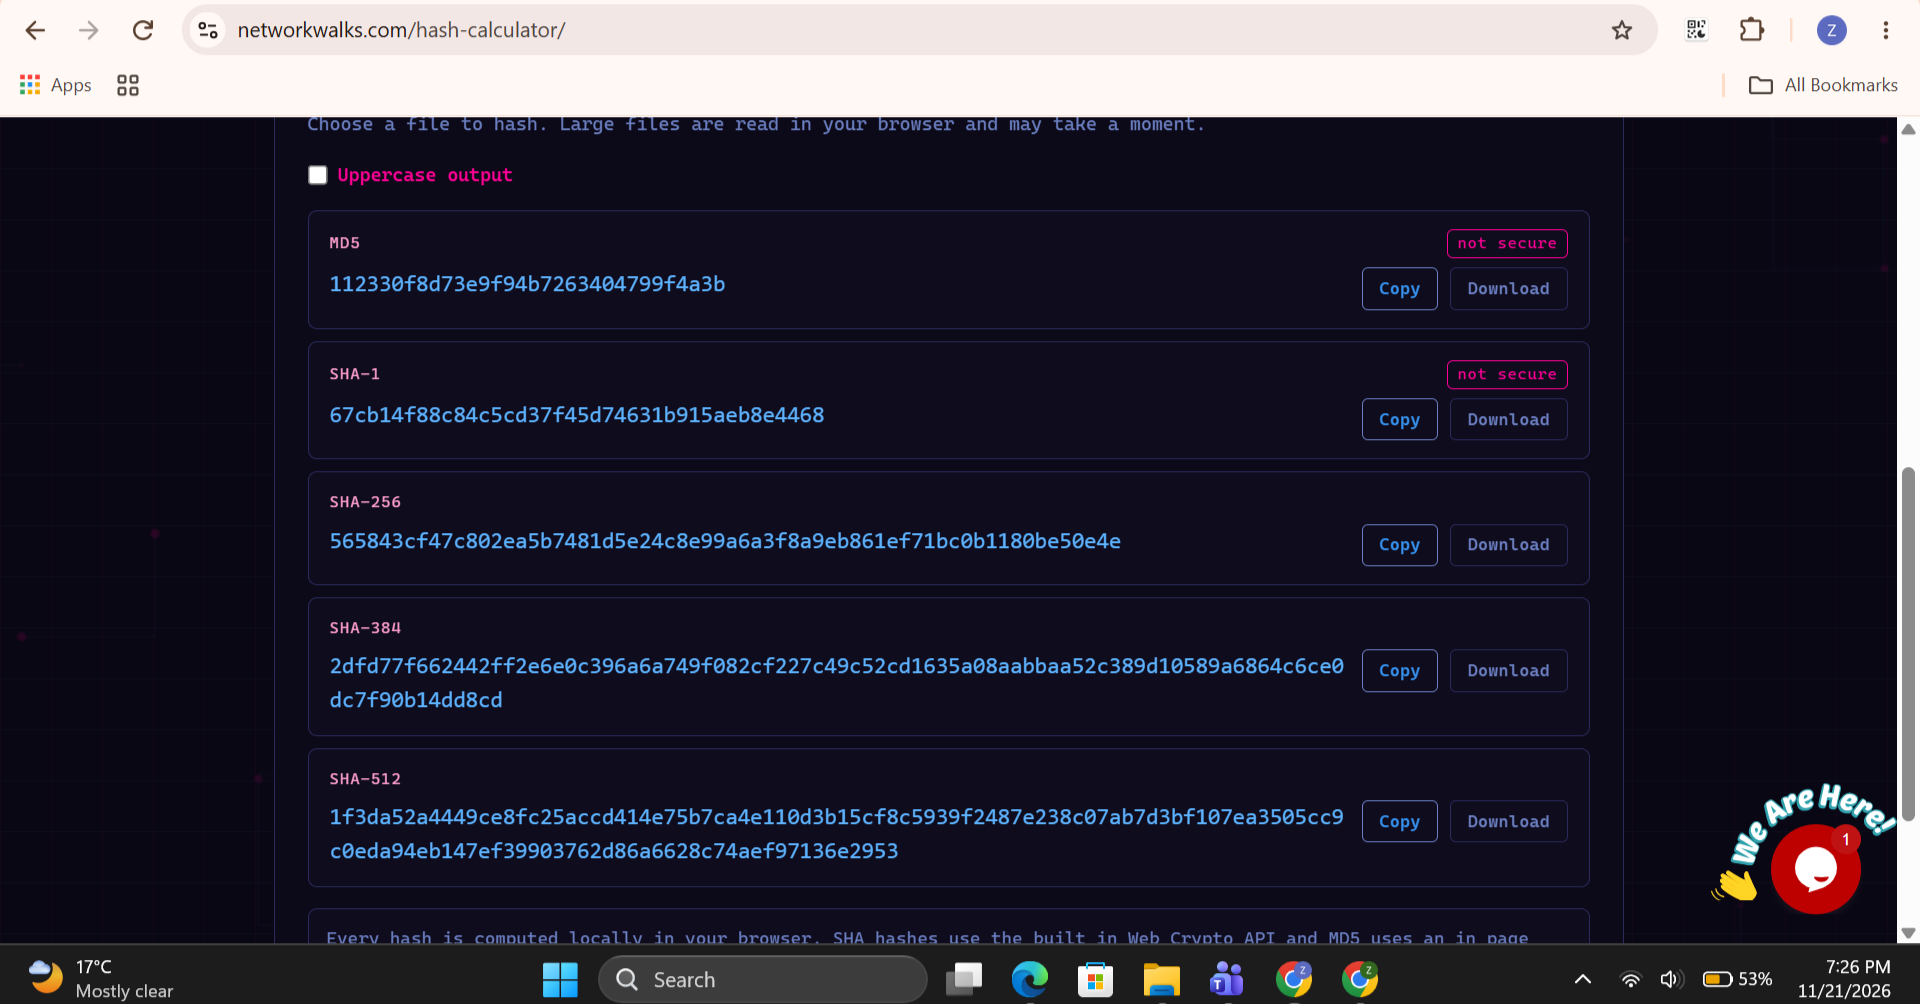 networkwalks.com/hash-calculator/
Z
Apps
All Bookmarks
Choose a file to hash. Large files are read in your browser and may take a moment.
Uppercase output
MD5
not secure
112330f8d73e9f94b7263404799f4a3b
Copy
Download
SHA-1
not secure
67cb14f88c84c5cd37f45d74631b915aeb8e4468
Copy
Download
SHA-256
565843cf47c802ea5b7481d5e24c8e99a6a3f8a9eb861ef71bc0b1180be50e4e
Copy
Download
SHA-384
2dfd77f662442ff2e6e0c396a6a749f082cf227c49c52cd1635a08aabbaa52c389d10589a6864c6ce0
dc7f90b14dd8cd
Copy
Download
SHA-512
1f3da52a4449ce8fc25accd414e75b7ca4e110d3b15cf8c5939f2487e238c07ab7d3bf107ea3505cc9
c0eda94eb147ef39903762d86a6628c74aef97136e2953
Copy
Download
We Are Here!
1
Every hash is computed locally in your browser. SHA hashes use the built in Web Crypto API and MD5 uses an in page
17°C
Mostly clear
Search
T
Z
Z
53%
7:26 PM
11/21/2026